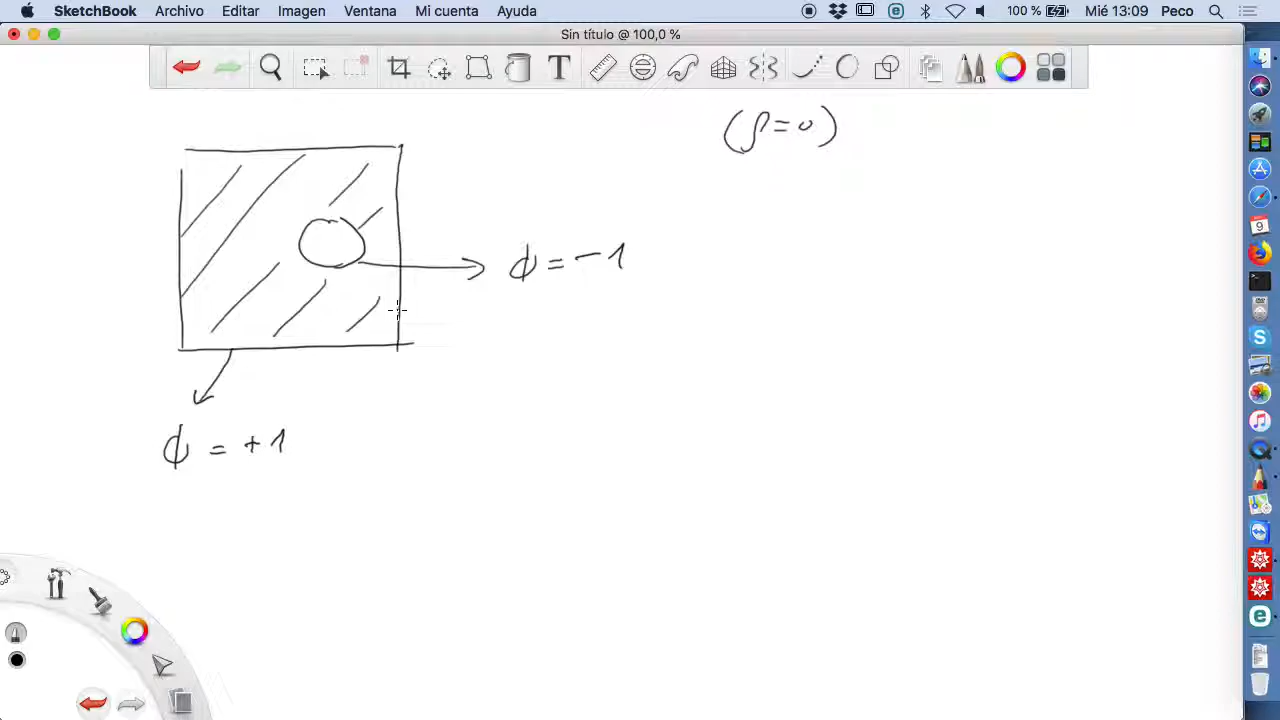 SketchBook Archivo Editar Imagen Ventana Mi cuenta Ayuda 100 % Mié 13:09 Peco
Sin título @ 100,0 %
(ρ=0)
ϕ = -1
ϕ = +1